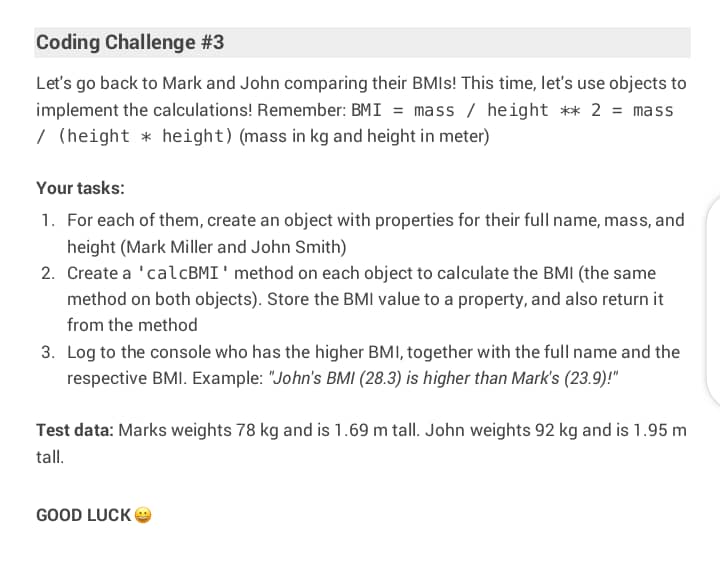 Coding Challenge #3
Let's go back to Mark and John comparing their BMIs! This time, let's use objects to
implement the calculations! Remember: BMI = mass / height ** 2 = mass
/ (height * height) (mass in kg and height in meter)
Your tasks:
1. For each of them, create an object with properties for their full name, mass, and
height (Mark Miller and John Smith)
2. Create a 'calcBMI' method on each object to calculate the BMI (the same
method on both objects). Store the BMI value to a property, and also return it
from the method
3. Log to the console who has the higher BMI, together with the full name and the
respective BMI. Example: "John's BMI (28.3) is higher than Mark's (23.9)!"
Test data: Marks weights 78 kg and is 1.69 m tall. John weights 92 kg and is 1.95 m
tall.
GOOD LUCK 😀